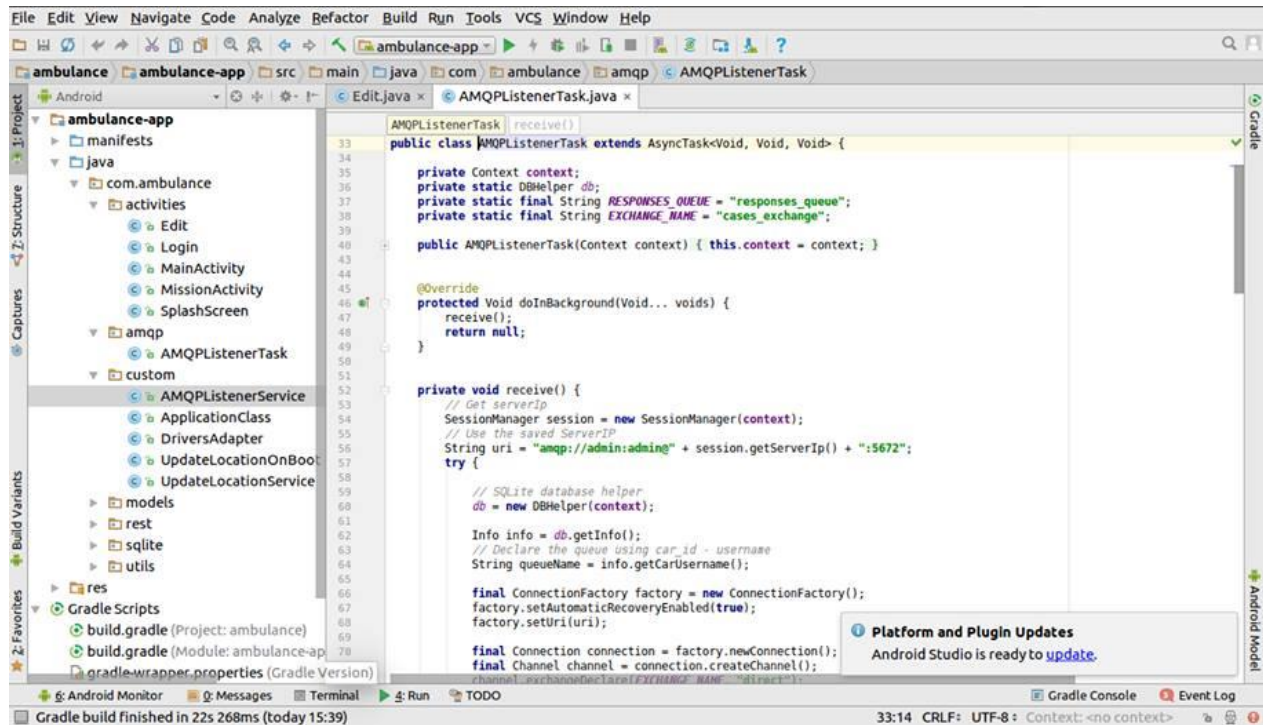 File Edit View Navigate Code Analyze Refactor Build Run Tools VCS Window Help
ambulance-app
ambulance ambulance-app src main java com ambulance amqp AMQPListenerTask
1: Project
Z: Structure
Captures
Build Variants
2: Favorites
Android
ambulance-app
manifests
java
com.ambulance
activities
Edit
Login
MainActivity
MissionActivity
SplashScreen
amqp
AMQPListenerTask
custom
AMQPListenerService
ApplicationClass
DriversAdapter
UpdateLocationOnBoot
UpdateLocationService
models
rest
sqlite
utils
res
Gradle Scripts
build.gradle (Project: ambulance)
build.gradle (Module: ambulance-ap
gradle-wrapper.properties (Gradle Version)
Edit.java × AMQPListenerTask.java ×
AMQPListenerTask receive()
33 public class AMQPListenerTask extends AsyncTask<Void, Void, Void> {
34
35 private Context context;
36 private static DBHelper db;
37 private static final String RESPONSES_QUEUE = "responses_queue";
38 private static final String EXCHANGE_NAME = "cases_exchange";
39
40 public AMQPListenerTask(Context context) { this.context = context; }
43
44
45 @Override
46 protected Void doInBackground(Void... voids) {
47 receive();
48 return null;
49 }
50
51
52 private void receive() {
53 // Get serverIp
54 SessionManager session = new SessionManager(context);
55 // Use the saved ServerIP
56 String uri = "amqp://admin:admin@" + session.getServerIp() + ":5672";
57 try {
58
59 // SQLite database helper
60 db = new DBHelper(context);
61
62 Info info = db.getInfo();
63 // Declare the queue using car_id - username
64 String queueName = info.getCarUsername();
65
66 final ConnectionFactory factory = new ConnectionFactory();
67 factory.setAutomaticRecoveryEnabled(true);
68 factory.setUri(uri);
69
70 final Connection connection = factory.newConnection();
final Channel channel = connection.createChannel();
channel.exchangeDeclare(EXCHANGE_NAME, "direct");
Gradle
Android Model
Platform and Plugin Updates
Android Studio is ready to update.
6: Android Monitor 0: Messages Terminal 4: Run TODO Gradle Console Event Log
Gradle build finished in 22s 268ms (today 15:39) 33:14 CRLF÷ UTF-8÷ Context: <no context>